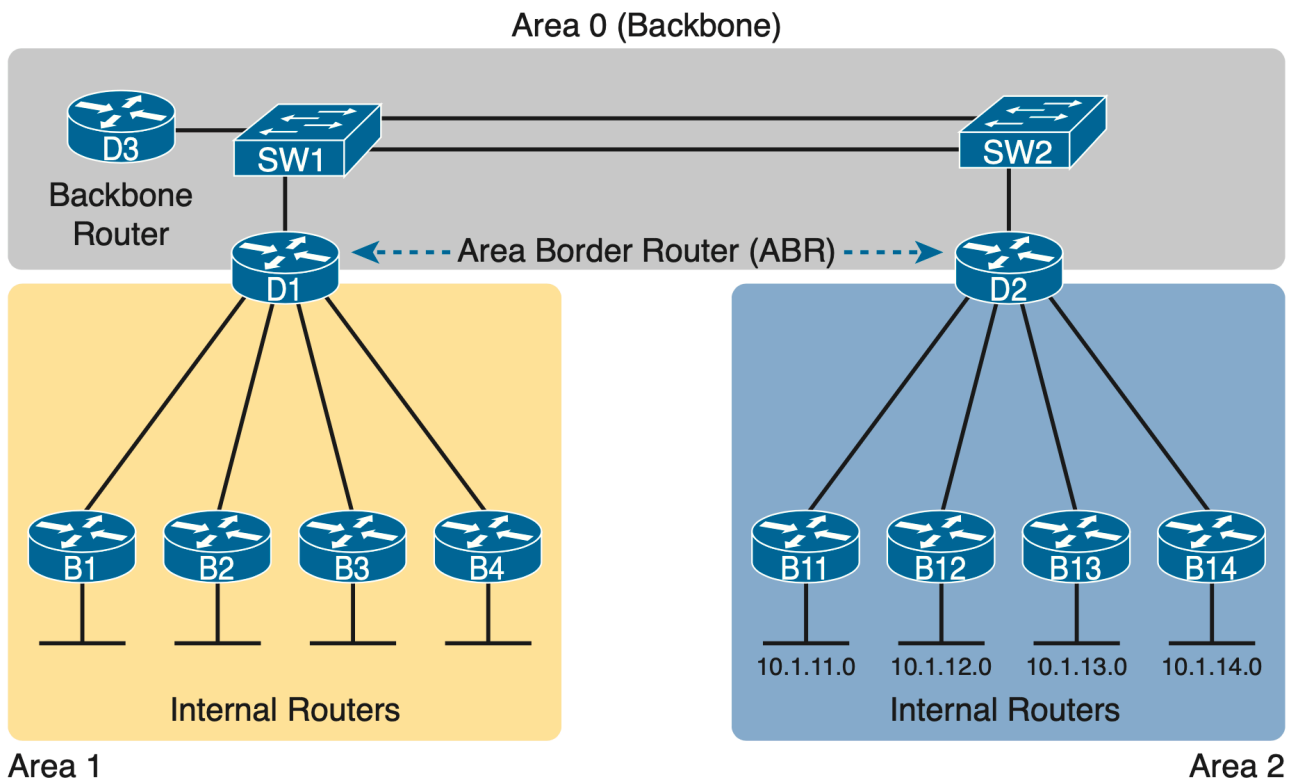 Area 0 (Backbone)
D3
SW1
SW2
Backbone
Router
Area Border Router (ABR)
D1
D2
B1
B2
B3
B4
B11
B12
B13
B14
10.1.11.0
10.1.12.0
10.1.13.0
10.1.14.0
Internal Routers
Internal Routers
Area 1
Area 2